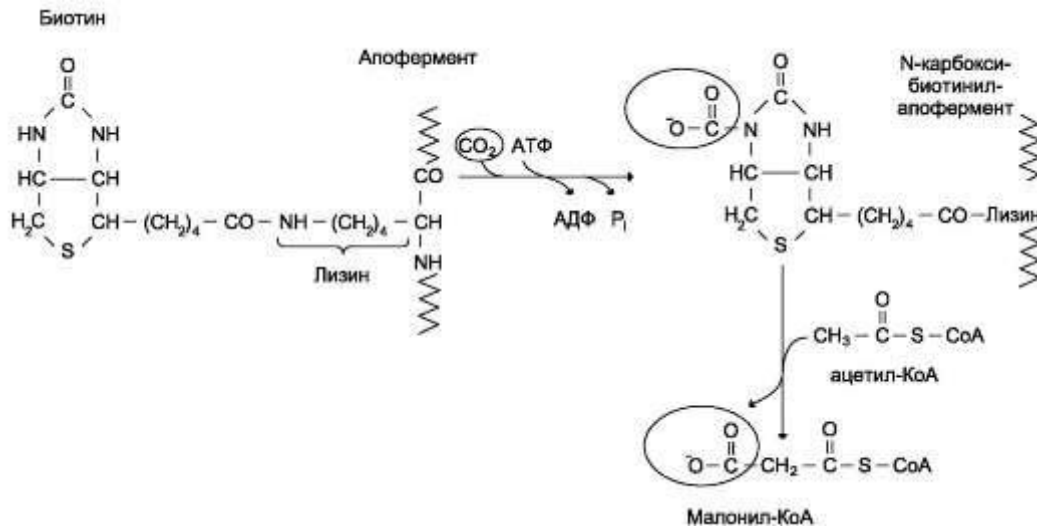 Биотин
Апофермент
N-карбокси-
биотинил-
апофермент
O
||
C
HN NH
HC — CH
H₂C CH — (CH₂)₄ — CO — NH — (CH₂)₄ — CH
S
Лизин
CO
NH
CO₂ АТФ
АДФ Pᵢ
O O
|| ||
⁻O — C — N C NH
HC — CH
H₂C CH — (CH₂)₄ — CO — Лизин
S
O
||
CH₃ — C — S — CoA
ацетил-КоА
O O
|| ||
⁻O — C — CH₂ — C — S — CoA
Малонил-КоА